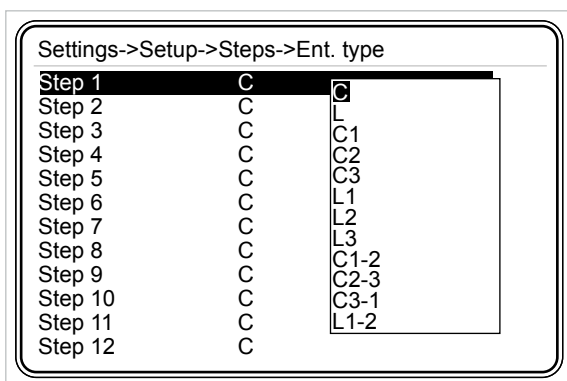 Settings->Setup->Steps->Ent. type
Step 1 C
Step 2 C
Step 3 C
Step 4 C
Step 5 C
Step 6 C
Step 7 C
Step 8 C
Step 9 C
Step 10 C
Step 11 C
Step 12 C
C
L
C1
C2
C3
L1
L2
L3
C1-2
C2-3
C3-1
L1-2